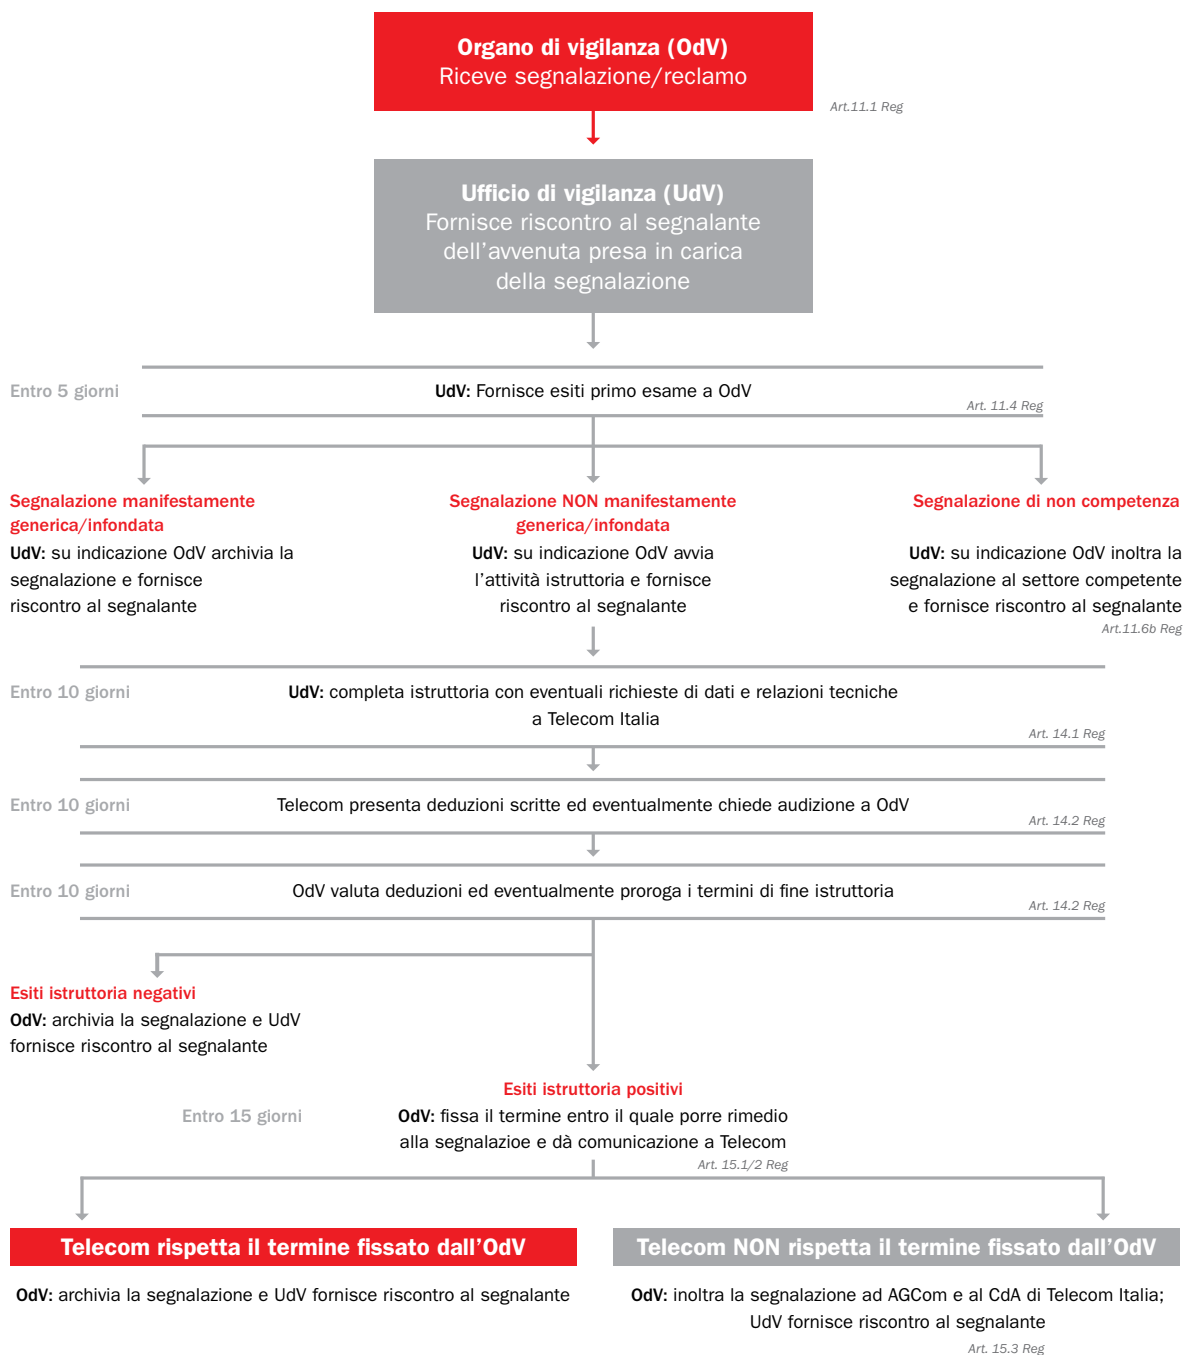 Organo di vigilanza (OdV)
Riceve segnalazione/reclamo
Art.11.1 Reg
Ufficio di vigilanza (UdV)
Fornisce riscontro al segnalante
dell'avvenuta presa in carica
della segnalazione
Entro 5 giorni
UdV: Fornisce esiti primo esame a OdV
Art. 11.4 Reg
Segnalazione manifestamente
generica/infondata
UdV: su indicazione OdV archivia la
segnalazione e fornisce
riscontro al segnalante
Segnalazione NON manifestamente
generica/infondata
UdV: su indicazione OdV avvia
l'attività istruttoria e fornisce
riscontro al segnalante
Segnalazione di non competenza
UdV: su indicazione OdV inoltra la
segnalazione al settore competente
e fornisce riscontro al segnalante
Art.11.6b Reg
Entro 10 giorni
UdV: completa istruttoria con eventuali richieste di dati e relazioni tecniche
a Telecom Italia
Art. 14.1 Reg
Entro 10 giorni
Telecom presenta deduzioni scritte ed eventualmente chiede audizione a OdV
Art. 14.2 Reg
Entro 10 giorni
OdV valuta deduzioni ed eventualmente proroga i termini di fine istruttoria
Art. 14.2 Reg
Esiti istruttoria negativi
OdV: archivia la segnalazione e UdV
fornisce riscontro al segnalante
Esiti istruttoria positivi
Entro 15 giorni
OdV: fissa il termine entro il quale porre rimedio
alla segnalazioe e dà comunicazione a Telecom
Art. 15.1/2 Reg
Telecom rispetta il termine fissato dall'OdV
OdV: archivia la segnalazione e UdV fornisce riscontro al segnalante
Telecom NON rispetta il termine fissato dall'OdV
OdV: inoltra la segnalazione ad AGCom e al CdA di Telecom Italia;
UdV fornisce riscontro al segnalante
Art. 15.3 Reg